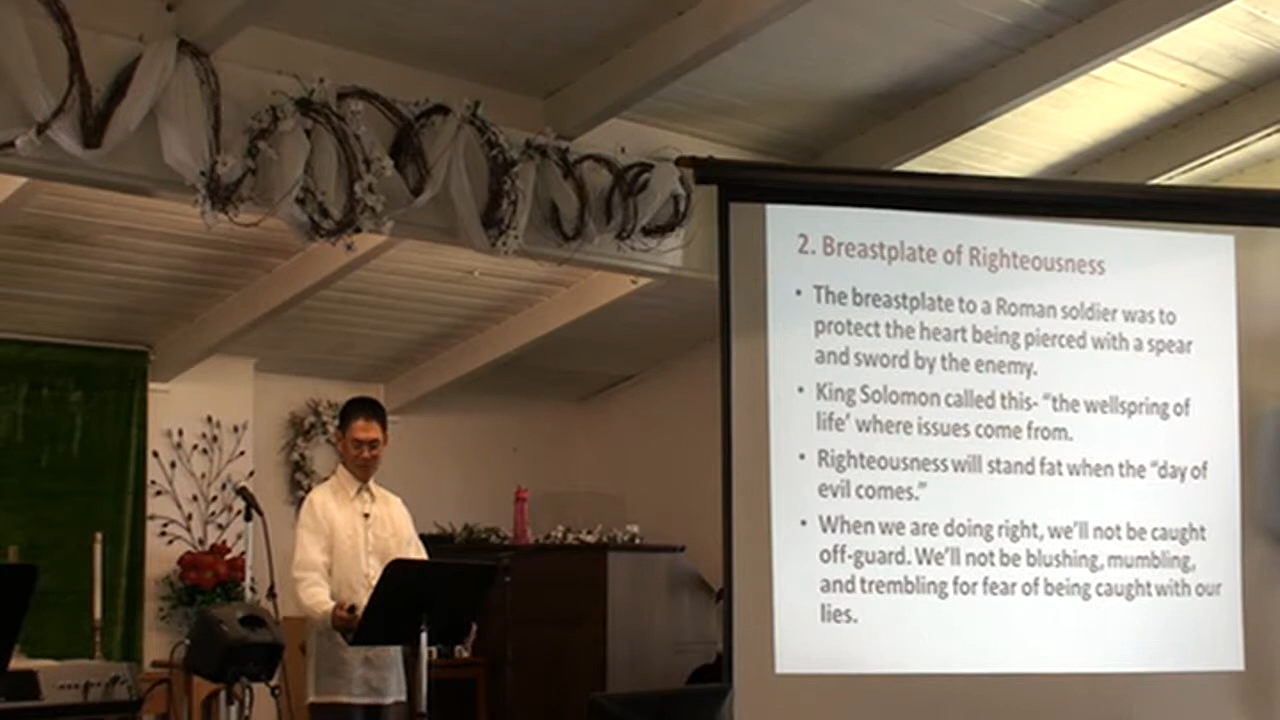 2. Breastplate of Righteousness
• The breastplate to a Roman soldier was to
protect the heart being pierced with a spear
and sword by the enemy.
• King Solomon called this- “the wellspring of
life’ where issues come from.
• Righteousness will stand fat when the “day of
evil comes.”
• When we are doing right, we’ll not be caught
off-guard. We’ll not be blushing, mumbling,
and trembling for fear of being caught with our
lies.